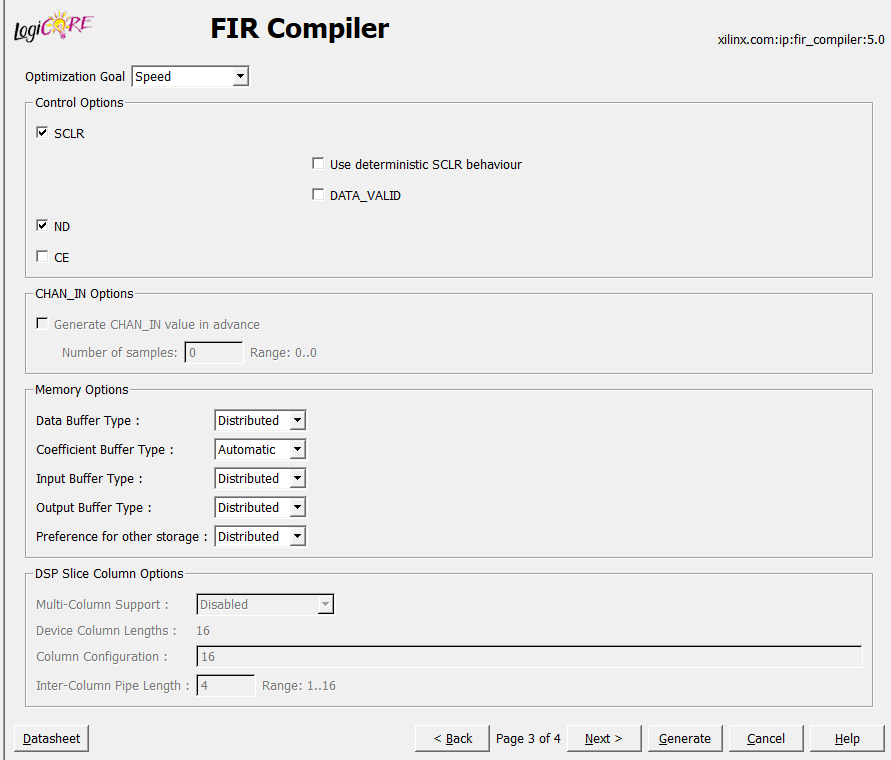 LogiCORE
FIR Compiler
xilinx.com:ip:fir_compiler:5.0
Optimization Goal Speed
Control Options
SCLR
Use deterministic SCLR behaviour
DATA_VALID
ND
CE
CHAN_IN Options
Generate CHAN_IN value in advance
Number of samples: 0 Range: 0..0
Memory Options
Data Buffer Type : Distributed
Coefficient Buffer Type : Automatic
Input Buffer Type : Distributed
Output Buffer Type : Distributed
Preference for other storage : Distributed
DSP Slice Column Options
Multi-Column Support : Disabled
Device Column Lengths : 16
Column Configuration : 16
Inter-Column Pipe Length : 4 Range: 1..16
Datasheet < Back Page 3 of 4 Next > Generate Cancel Help